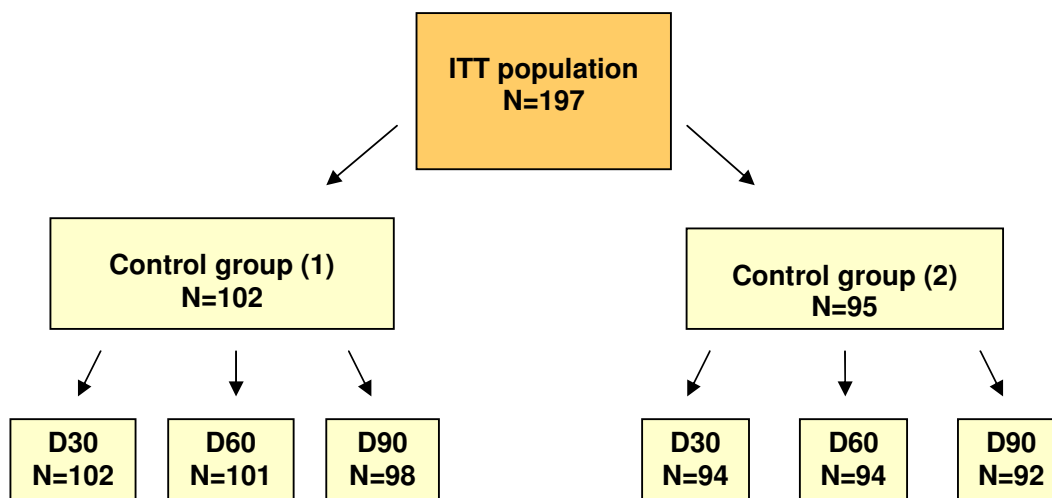 ITT population
N=197
Control group (1)
N=102
Control group (2)
N=95
D30
N=102
D60
N=101
D90
N=98
D30
N=94
D60
N=94
D90
N=92